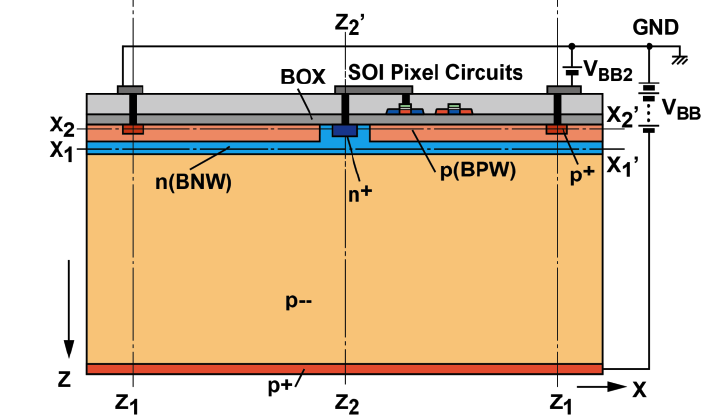 Z2'
GND
BOX
SOI Pixel Circuits
VBB2
VBB
X2
X2'
X1
X1'
n(BNW)
n+
p(BPW)
p+
p--
Z
p+
X
Z1
Z2
Z1